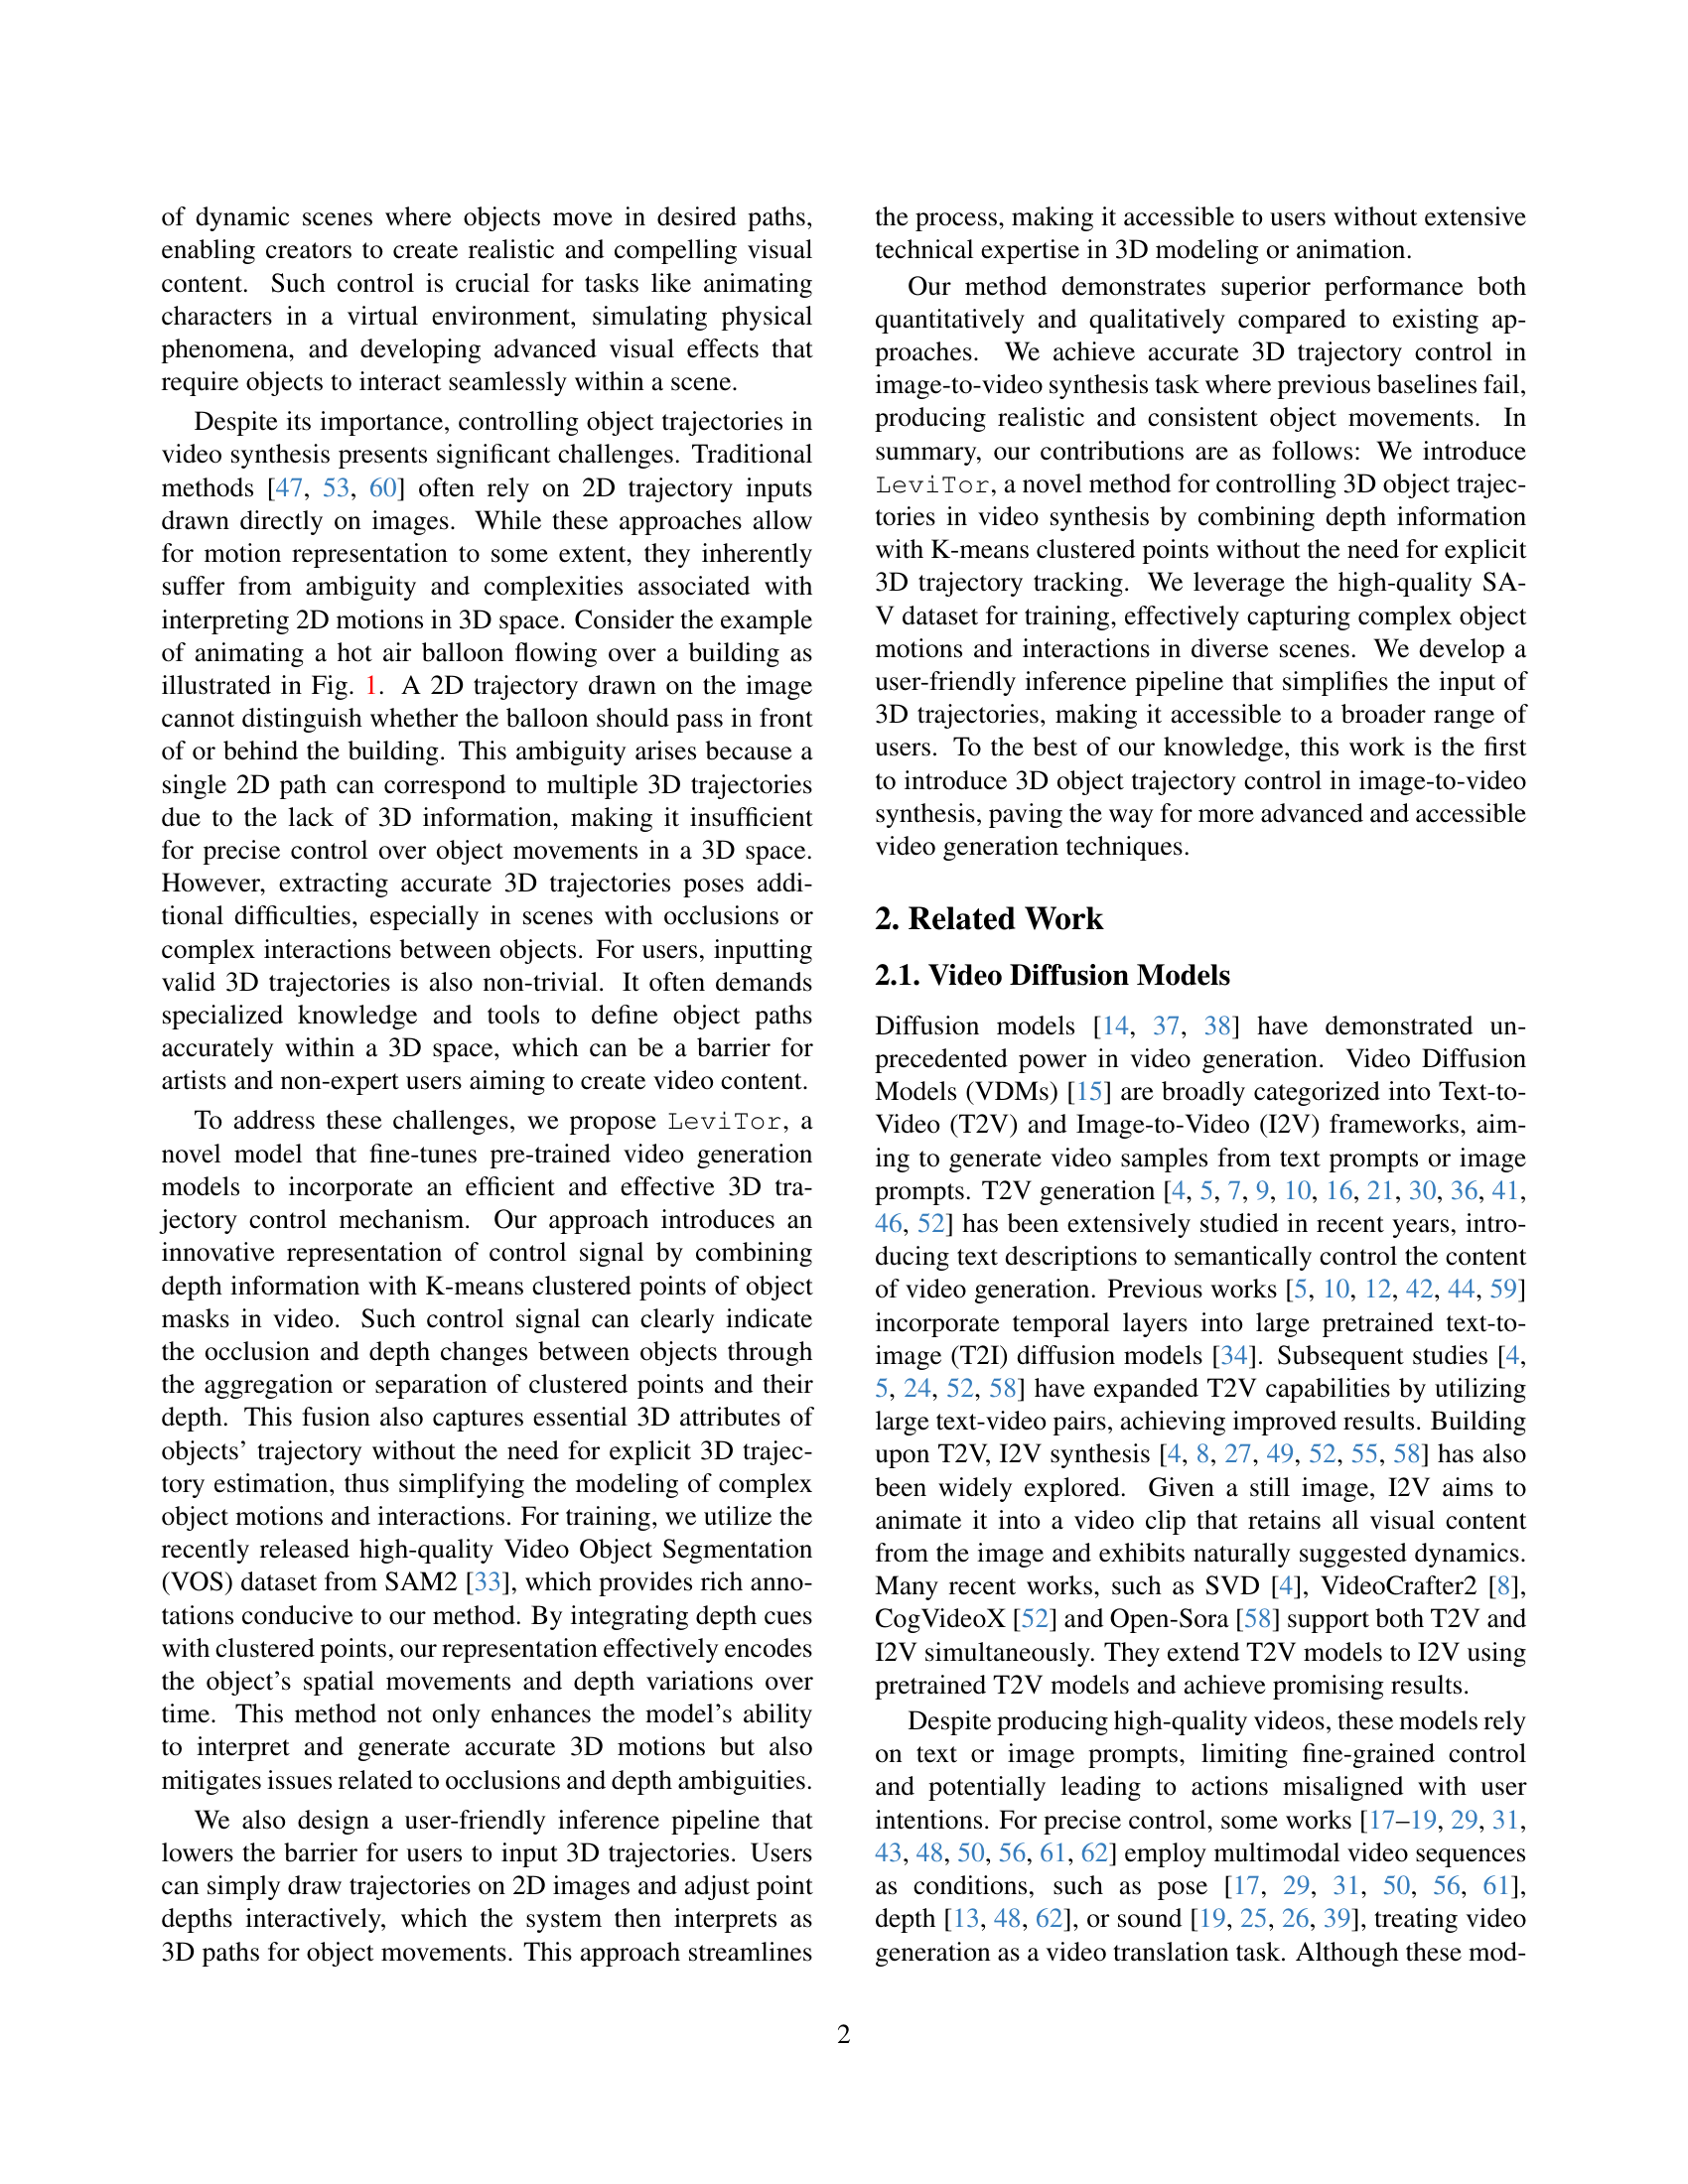 of dynamic scenes where objects move in desired paths,
enabling creators to create realistic and compelling visual
content. Such control is crucial for tasks like animating
characters in a virtual environment, simulating physical
phenomena, and developing advanced visual effects that
require objects to interact seamlessly within a scene.
Despite its importance, controlling object trajectories in
video synthesis presents significant challenges. Traditional
methods [47, 53, 60] often rely on 2D trajectory inputs
drawn directly on images. While these approaches allow
for motion representation to some extent, they inherently
suffer from ambiguity and complexities associated with
interpreting 2D motions in 3D space. Consider the example
of animating a hot air balloon flowing over a building as
illustrated in Fig. 1. A 2D trajectory drawn on the image
cannot distinguish whether the balloon should pass in front
of or behind the building. This ambiguity arises because a
single 2D path can correspond to multiple 3D trajectories
due to the lack of 3D information, making it insufficient
for precise control over object movements in a 3D space.
However, extracting accurate 3D trajectories poses addi-
tional difficulties, especially in scenes with occlusions or
complex interactions between objects. For users, inputting
valid 3D trajectories is also non-trivial. It often demands
specialized knowledge and tools to define object paths
accurately within a 3D space, which can be a barrier for
artists and non-expert users aiming to create video content.
To address these challenges, we propose LeviTor, a
novel model that fine-tunes pre-trained video generation
models to incorporate an efficient and effective 3D tra-
jectory control mechanism. Our approach introduces an
innovative representation of control signal by combining
depth information with K-means clustered points of object
masks in video. Such control signal can clearly indicate
the occlusion and depth changes between objects through
the aggregation or separation of clustered points and their
depth. This fusion also captures essential 3D attributes of
objects’ trajectory without the need for explicit 3D trajec-
tory estimation, thus simplifying the modeling of complex
object motions and interactions. For training, we utilize the
recently released high-quality Video Object Segmentation
(VOS) dataset from SAM2 [33], which provides rich anno-
tations conducive to our method. By integrating depth cues
with clustered points, our representation effectively encodes
the object’s spatial movements and depth variations over
time. This method not only enhances the model’s ability
to interpret and generate accurate 3D motions but also
mitigates issues related to occlusions and depth ambiguities.
We also design a user-friendly inference pipeline that
lowers the barrier for users to input 3D trajectories. Users
can simply draw trajectories on 2D images and adjust point
depths interactively, which the system then interprets as
3D paths for object movements. This approach streamlines
the process, making it accessible to users without extensive
technical expertise in 3D modeling or animation.
Our method demonstrates superior performance both
quantitatively and qualitatively compared to existing ap-
proaches. We achieve accurate 3D trajectory control in
image-to-video synthesis task where previous baselines fail,
producing realistic and consistent object movements. In
summary, our contributions are as follows: We introduce
LeviTor, a novel method for controlling 3D object trajec-
tories in video synthesis by combining depth information
with K-means clustered points without the need for explicit
3D trajectory tracking. We leverage the high-quality SA-
V dataset for training, effectively capturing complex object
motions and interactions in diverse scenes. We develop a
user-friendly inference pipeline that simplifies the input of
3D trajectories, making it accessible to a broader range of
users. To the best of our knowledge, this work is the first
to introduce 3D object trajectory control in image-to-video
synthesis, paving the way for more advanced and accessible
video generation techniques.
2. Related Work
2.1. Video Diffusion Models
Diffusion models [14, 37, 38] have demonstrated un-
precedented power in video generation. Video Diffusion
Models (VDMs) [15] are broadly categorized into Text-to-
Video (T2V) and Image-to-Video (I2V) frameworks, aim-
ing to generate video samples from text prompts or image
prompts. T2V generation [4, 5, 7, 9, 10, 16, 21, 30, 36, 41,
46, 52] has been extensively studied in recent years, intro-
ducing text descriptions to semantically control the content
of video generation. Previous works [5, 10, 12, 42, 44, 59]
incorporate temporal layers into large pretrained text-to-
image (T2I) diffusion models [34]. Subsequent studies [4,
5, 24, 52, 58] have expanded T2V capabilities by utilizing
large text-video pairs, achieving improved results. Building
upon T2V, I2V synthesis [4, 8, 27, 49, 52, 55, 58] has also
been widely explored. Given a still image, I2V aims to
animate it into a video clip that retains all visual content
from the image and exhibits naturally suggested dynamics.
Many recent works, such as SVD [4], VideoCrafter2 [8],
CogVideoX [52] and Open-Sora [58] support both T2V and
I2V simultaneously. They extend T2V models to I2V using
pretrained T2V models and achieve promising results.
Despite producing high-quality videos, these models rely
on text or image prompts, limiting fine-grained control
and potentially leading to actions misaligned with user
intentions. For precise control, some works [17–19, 29, 31,
43, 48, 50, 56, 61, 62] employ multimodal video sequences
as conditions, such as pose [17, 29, 31, 50, 56, 61],
depth [13, 48, 62], or sound [19, 25, 26, 39], treating video
generation as a video translation task. Although these mod-
2